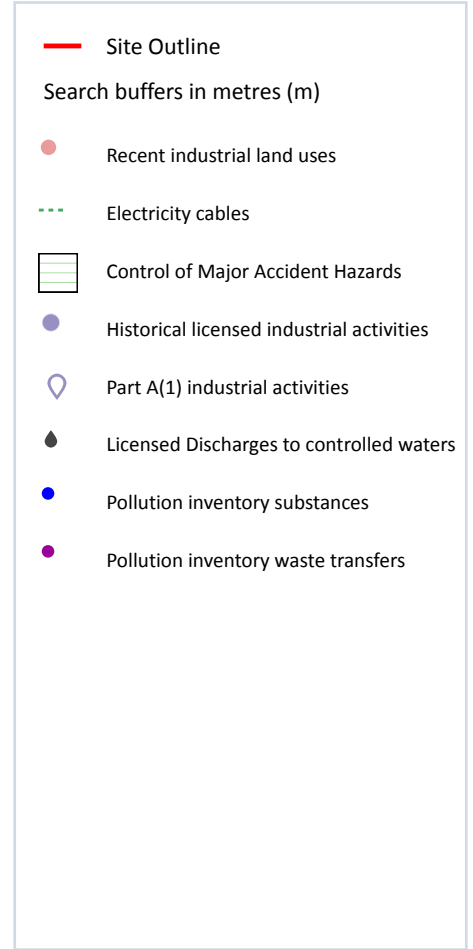 Site Outline
Search buffers in metres (m)
Recent industrial land uses
Electricity cables
Control of Major Accident Hazards
Historical licensed industrial activities
Part A(1) industrial activities
Licensed Discharges to controlled waters
Pollution inventory substances
Pollution inventory waste transfers